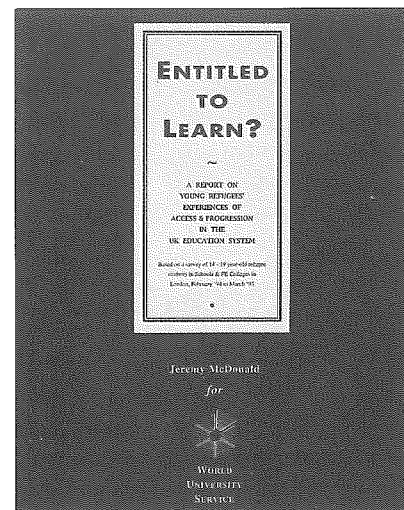 ENTITLED
TO
LEARN?
~
A REPORT ON
YOUNG REFUGEES'
EXPERIENCES OF
ACCESS & PROGRESSION
IN THE
UK EDUCATION SYSTEM
Based on a survey of 14 - 19 year-old refugee
students in Schools & FE Colleges in
London, February '94 to March '95
Jeremy McDonald
for
WORLD
UNIVERSITY
SERVICE